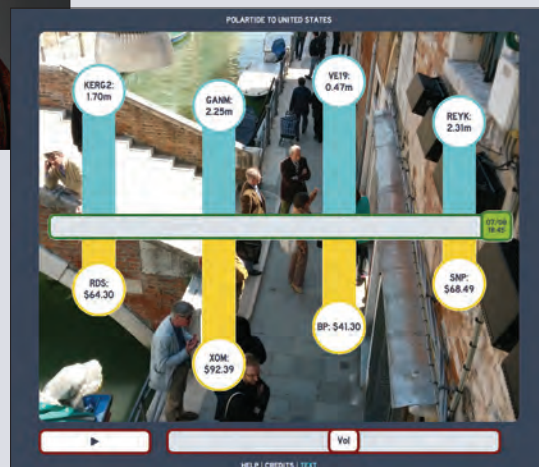 POLARTIDE TO UNITED STATES
KERG2:
1.70m
GANM:
2.25m
VE19:
0.47m
REYK:
2.31m
07/08
18:45
RDS:
$64.30
XOM:
$92.39
BP: $41.30
SNP:
$68.49
Vol
HELP | CREDITS | TEXT